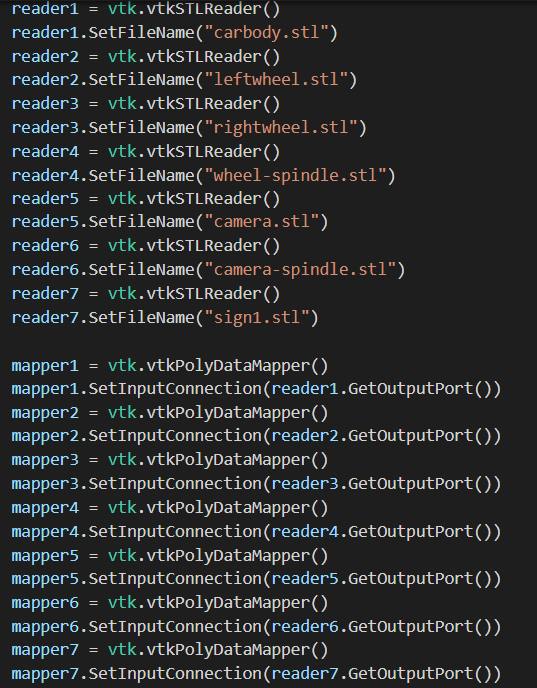 reader1 = vtk.vtkSTLReader()
reader1.SetFileName("carbody.stl")
reader2 = vtk.vtkSTLReader()
reader2.SetFileName("leftwheel.stl")
reader3 = vtk.vtkSTLReader()
reader3.SetFileName("rightwheel.stl")
reader4 = vtk.vtkSTLReader()
reader4.SetFileName("wheel-spindle.stl")
reader5 = vtk.vtkSTLReader()
reader5.SetFileName("camera.stl")
reader6 = vtk.vtkSTLReader()
reader6.SetFileName("camera-spindle.stl")
reader7 = vtk.vtkSTLReader()
reader7.SetFileName("sign1.stl")
mapper1 = vtk.vtkPolyDataMapper()
mapper1.SetInputConnection(reader1.GetOutputPort())
mapper2 = vtk.vtkPolyDataMapper()
mapper2.SetInputConnection(reader2.GetOutputPort())
mapper3 = vtk.vtkPolyDataMapper()
mapper3.SetInputConnection(reader3.GetOutputPort())
mapper4 = vtk.vtkPolyDataMapper()
mapper4.SetInputConnection(reader4.GetOutputPort())
mapper5 = vtk.vtkPolyDataMapper()
mapper5.SetInputConnection(reader5.GetOutputPort())
mapper6 = vtk.vtkPolyDataMapper()
mapper6.SetInputConnection(reader6.GetOutputPort())
mapper7 = vtk.vtkPolyDataMapper()
mapper7.SetInputConnection(reader7.GetOutputPort())